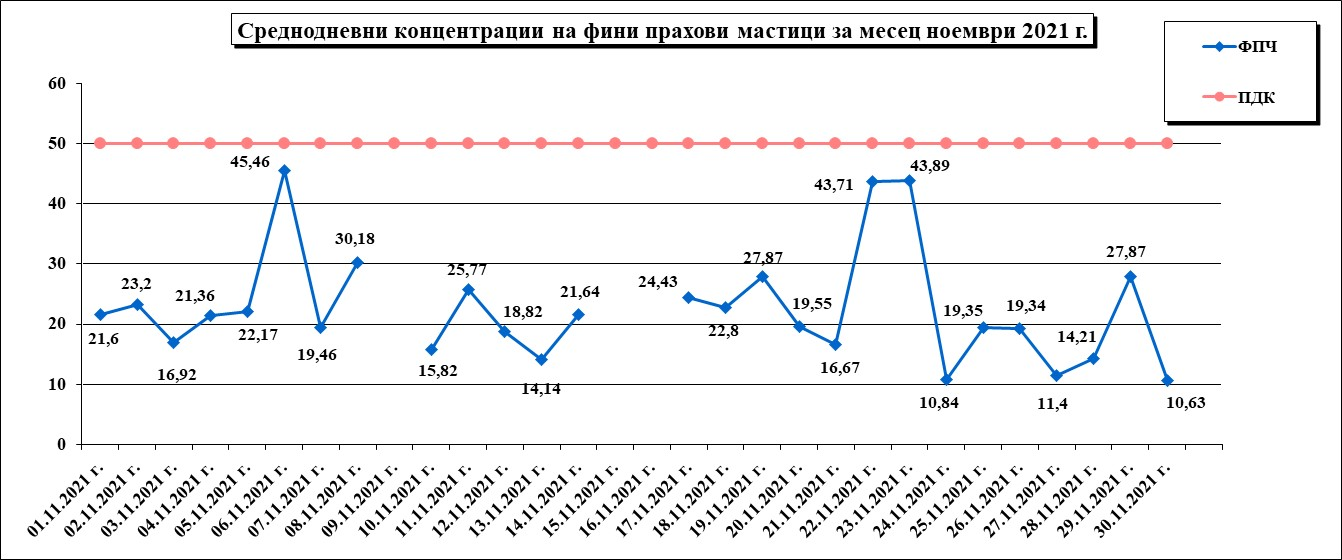 Среднодневни концентрации на фини прахови мастици за месец ноември 2021 г.
ФПЧ
ПДК
60
50
40
30
20
10
0
21,6
23,2
16,92
21,36
22,17
45,46
19,46
30,18
15,82
25,77
18,82
14,14
21,64
24,43
22,8
27,87
19,55
16,67
43,71
43,89
10,84
19,35
19,34
11,4
14,21
27,87
10,63
01.11.2021 г.
02.11.2021 г.
03.11.2021 г.
04.11.2021 г.
05.11.2021 г.
06.11.2021 г.
07.11.2021 г.
08.11.2021 г.
09.11.2021 г.
10.11.2021 г.
11.11.2021 г.
12.11.2021 г.
13.11.2021 г.
14.11.2021 г.
15.11.2021 г.
16.11.2021 г.
17.11.2021 г.
18.11.2021 г.
19.11.2021 г.
20.11.2021 г.
21.11.2021 г.
22.11.2021 г.
23.11.2021 г.
24.11.2021 г.
25.11.2021 г.
26.11.2021 г.
27.11.2021 г.
28.11.2021 г.
29.11.2021 г.
30.11.2021 г.